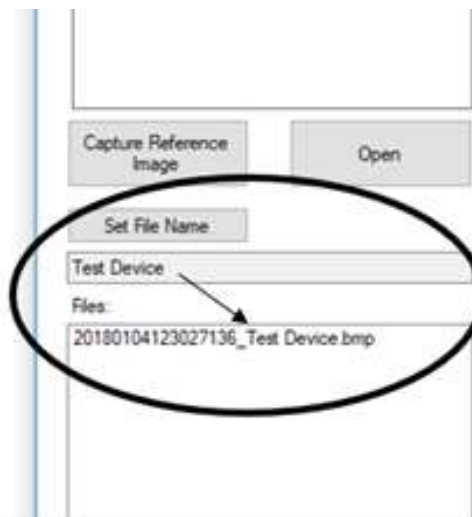 Capture Reference
Image
Open
Set File Name
Test Device
Files:
20180104123027136_Test Device.bmp